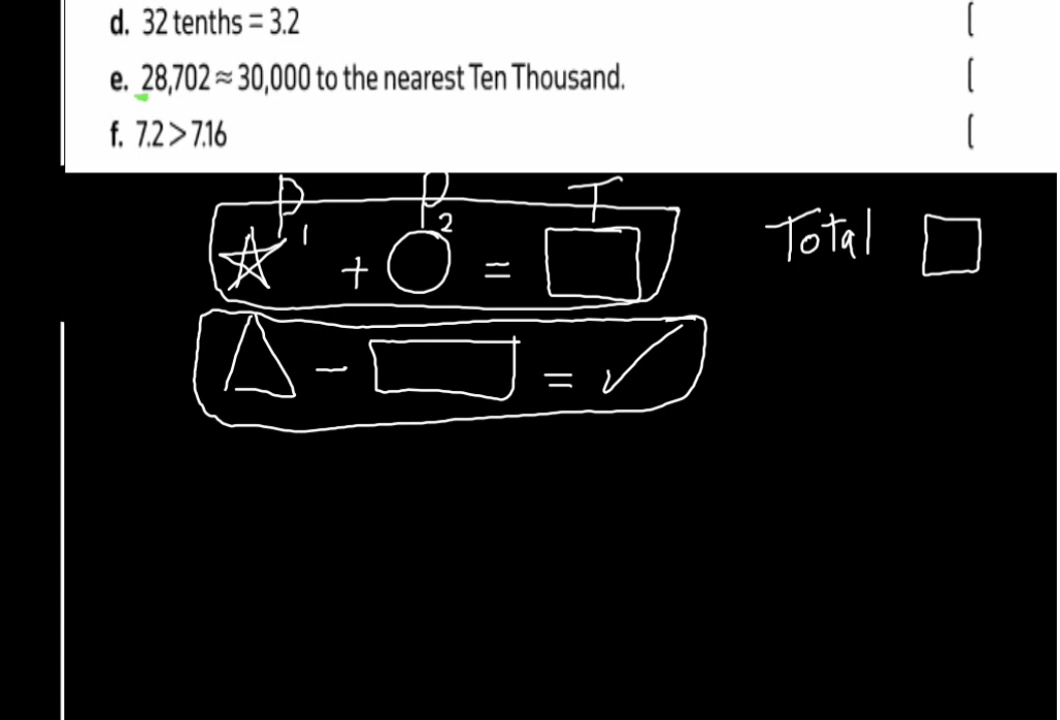 d. 32 tenths = 3.2 [
e. 28,702 ≈ 30,000 to the nearest Ten Thousand. [
f. 7.2 > 7.16 [
P1 P2 T
+ = Total
- =